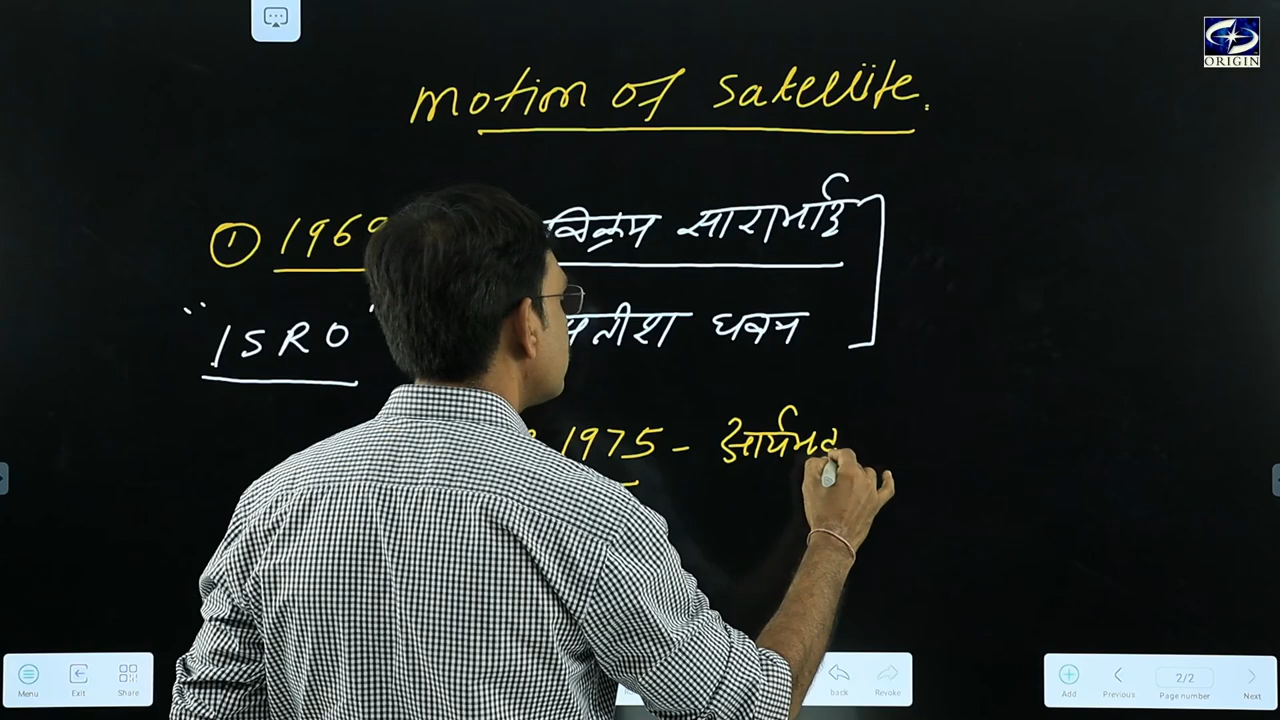 ORIGIN
motion of satellite.
① 1969 विक्रम साराभाई
"ISRO" सतीश धवन
1975 - आर्यभट
Menu Exit Share back Revoke Add Previous 2/2 Page number Next